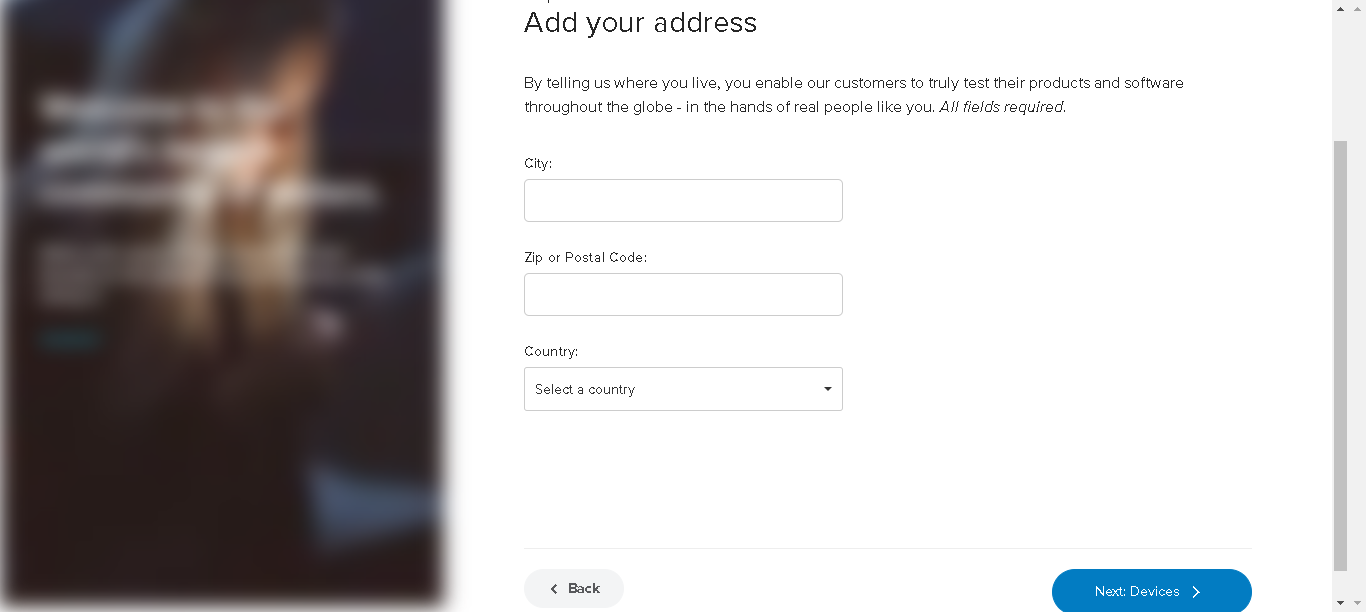 Add your address
By telling us where you live, you enable our customers to truly test their products and software
throughout the globe - in the hands of real people like you. All fields required.
City:
Zip or Postal Code:
Country:
Select a country
Back
Next: Devices